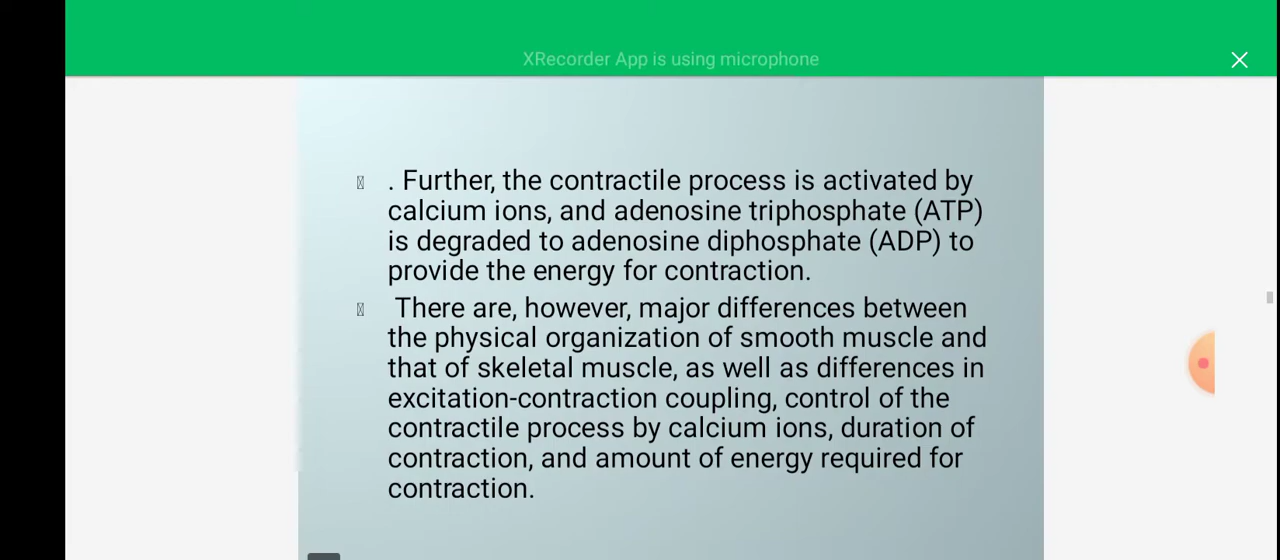 XRecorder App is using microphone
. Further, the contractile process is activated by
calcium ions, and adenosine triphosphate (ATP)
is degraded to adenosine diphosphate (ADP) to
provide the energy for contraction.
There are, however, major differences between
the physical organization of smooth muscle and
that of skeletal muscle, as well as differences in
excitation-contraction coupling, control of the
contractile process by calcium ions, duration of
contraction, and amount of energy required for
contraction.